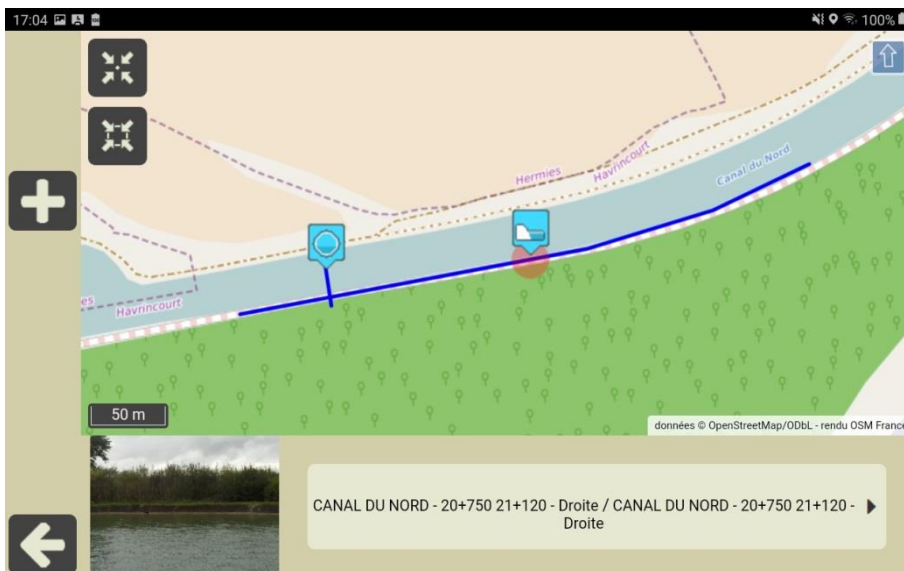 17:04
100%
Hermies
Havrincourt
Canal du Nord
es
Havrincourt
50 m
données © OpenStreetMap/ODbL - rendu OSM France
CANAL DU NORD - 20+750 21+120 - Droite / CANAL DU NORD - 20+750 21+120 -
Droite